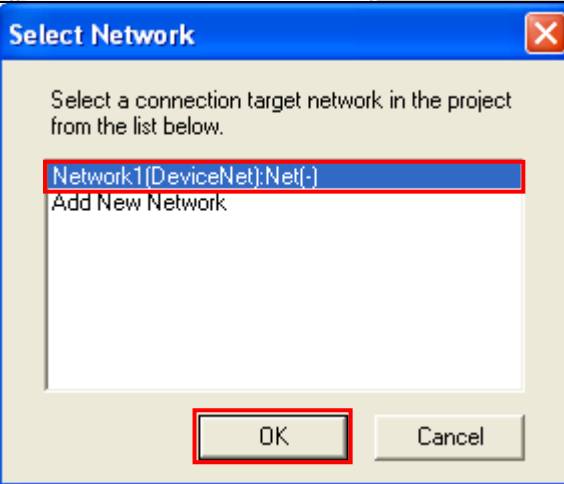 Select Network
Select a connection target network in the project
from the list below.
Network1(DeviceNet):Net(-)
Add New Network
OK
Cancel